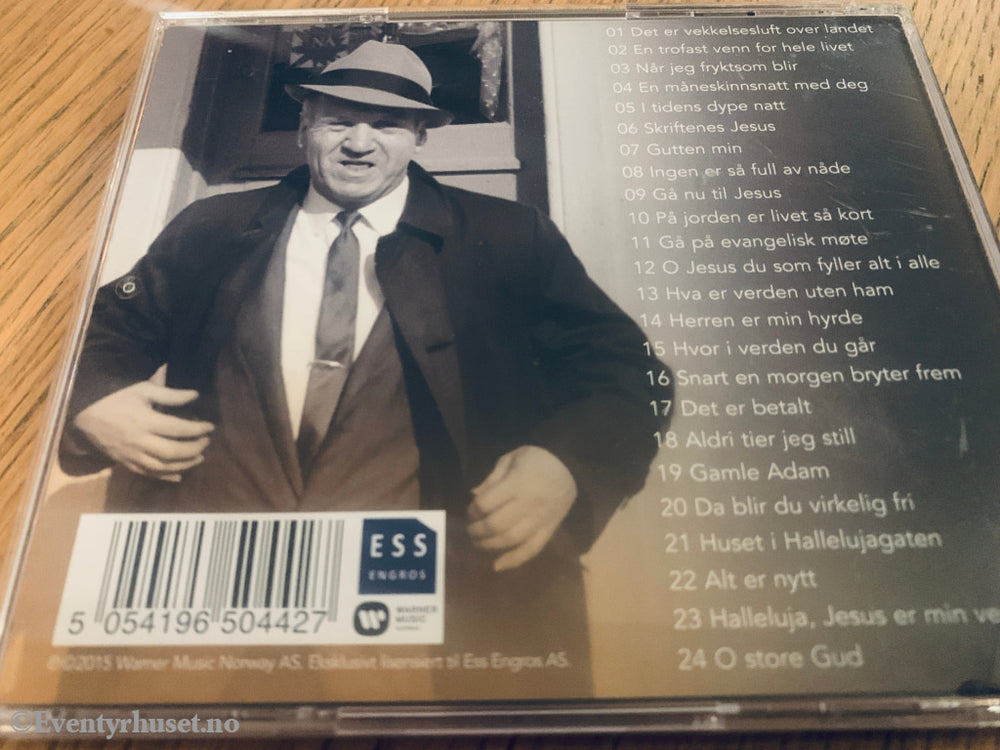 01 Det er vekkelsesluft over landet
02 En trofast venn for hele livet
03 Når jeg fryktsom blir
04 En måneskinnsnatt med deg
05 I tidens dype natt
06 Skriftenes Jesus
07 Gutten min
08 Ingen er så full av nåde
09 Gå nu til Jesus
10 På jorden er livet så kort
11 Gå på evangelisk møte
12 O Jesus du som fyller alt i alle
13 Hva er verden uten ham
14 Herren er min hyrde
15 Hvor i verden du går
16 Snart en morgen bryter frem
17 Det er betalt
18 Aldri tier jeg still
19 Gamle Adam
20 Da blir du virkelig fri
21 Huset i Hallelujagaten
22 Alt er nytt
23 Halleluja, Jesus er min ve
24 O store Gud
ESS
ENGROS
WARNER
MUSIC
5 054196 504427
℗©2015 Warner Music Norway AS. Eksklusivt lisensiert til Ess Engros AS.
©Eventyrhuset.no